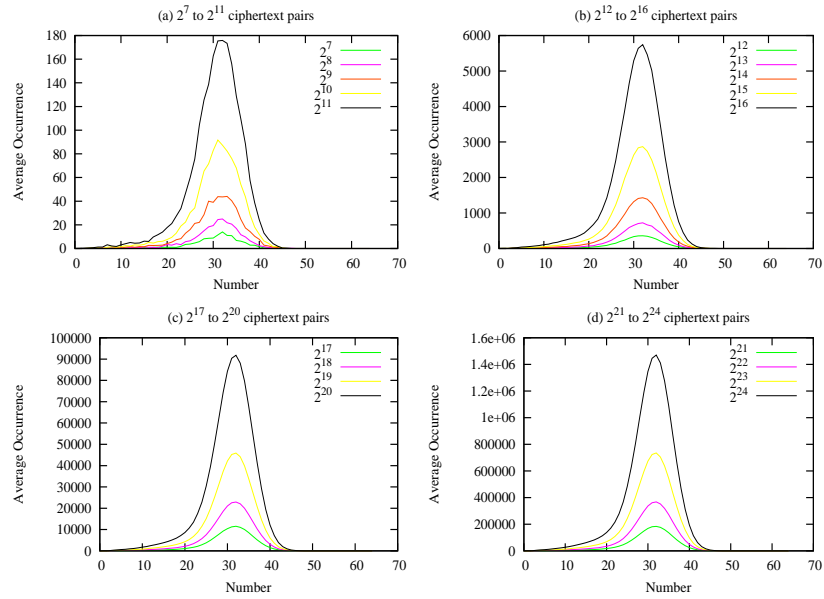 (a) 2^7 to 2^11 ciphertext pairs
180
160
140
120
100
80
60
40
20
0
Average Occurrence
2^7
2^8
2^9
2^10
2^11
0 10 20 30 40 50 60 70
Number
(b) 2^12 to 2^16 ciphertext pairs
6000
5000
4000
3000
2000
1000
0
Average Occurrence
2^12
2^13
2^14
2^15
2^16
0 10 20 30 40 50 60 70
Number
(c) 2^17 to 2^20 ciphertext pairs
100000
90000
80000
70000
60000
50000
40000
30000
20000
10000
0
Average Occurrence
2^17
2^18
2^19
2^20
0 10 20 30 40 50 60 70
Number
(d) 2^21 to 2^24 ciphertext pairs
1.6e+06
1.4e+06
1.2e+06
1e+06
800000
600000
400000
200000
0
Average Occurrence
2^21
2^22
2^23
2^24
0 10 20 30 40 50 60 70
Number